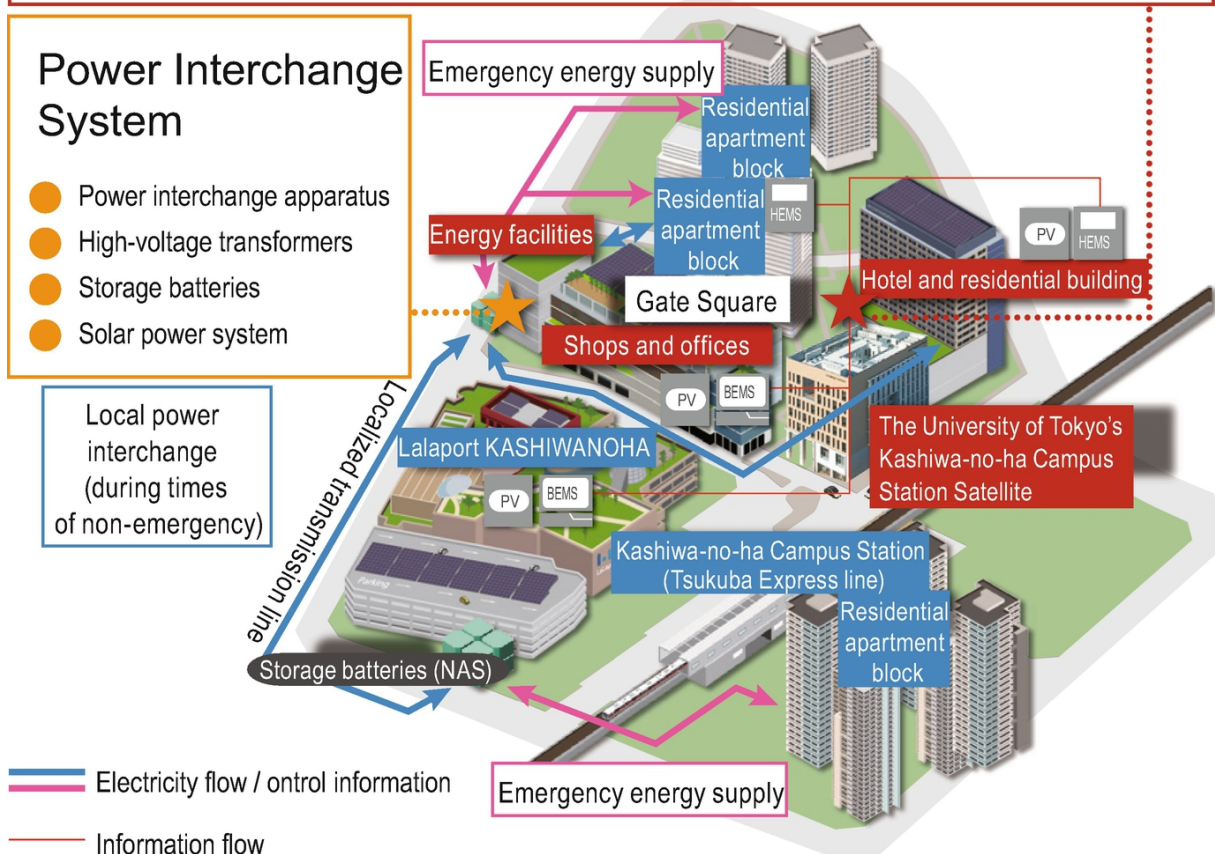 Power Interchange
System
Power interchange apparatus
High-voltage transformers
Storage batteries
Solar power system
Local power
interchange
(during times
of non-emergency)
Emergency energy supply
Residential
apartment
block
Residential
apartment
block
HEMS
Energy facilities
PV
HEMS
Hotel and residential building
Gate Square
Shops and offices
PV
BEMS
Localized transmission line
Lalaport KASHIWANOHA
PV
BEMS
The University of Tokyo's
Kashiwa-no-ha Campus
Station Satellite
Kashiwa-no-ha Campus Station
(Tsukuba Express line)
Residential
apartment
block
Parking
Storage batteries (NAS)
Emergency energy supply
Electricity flow / ontrol information
Information flow